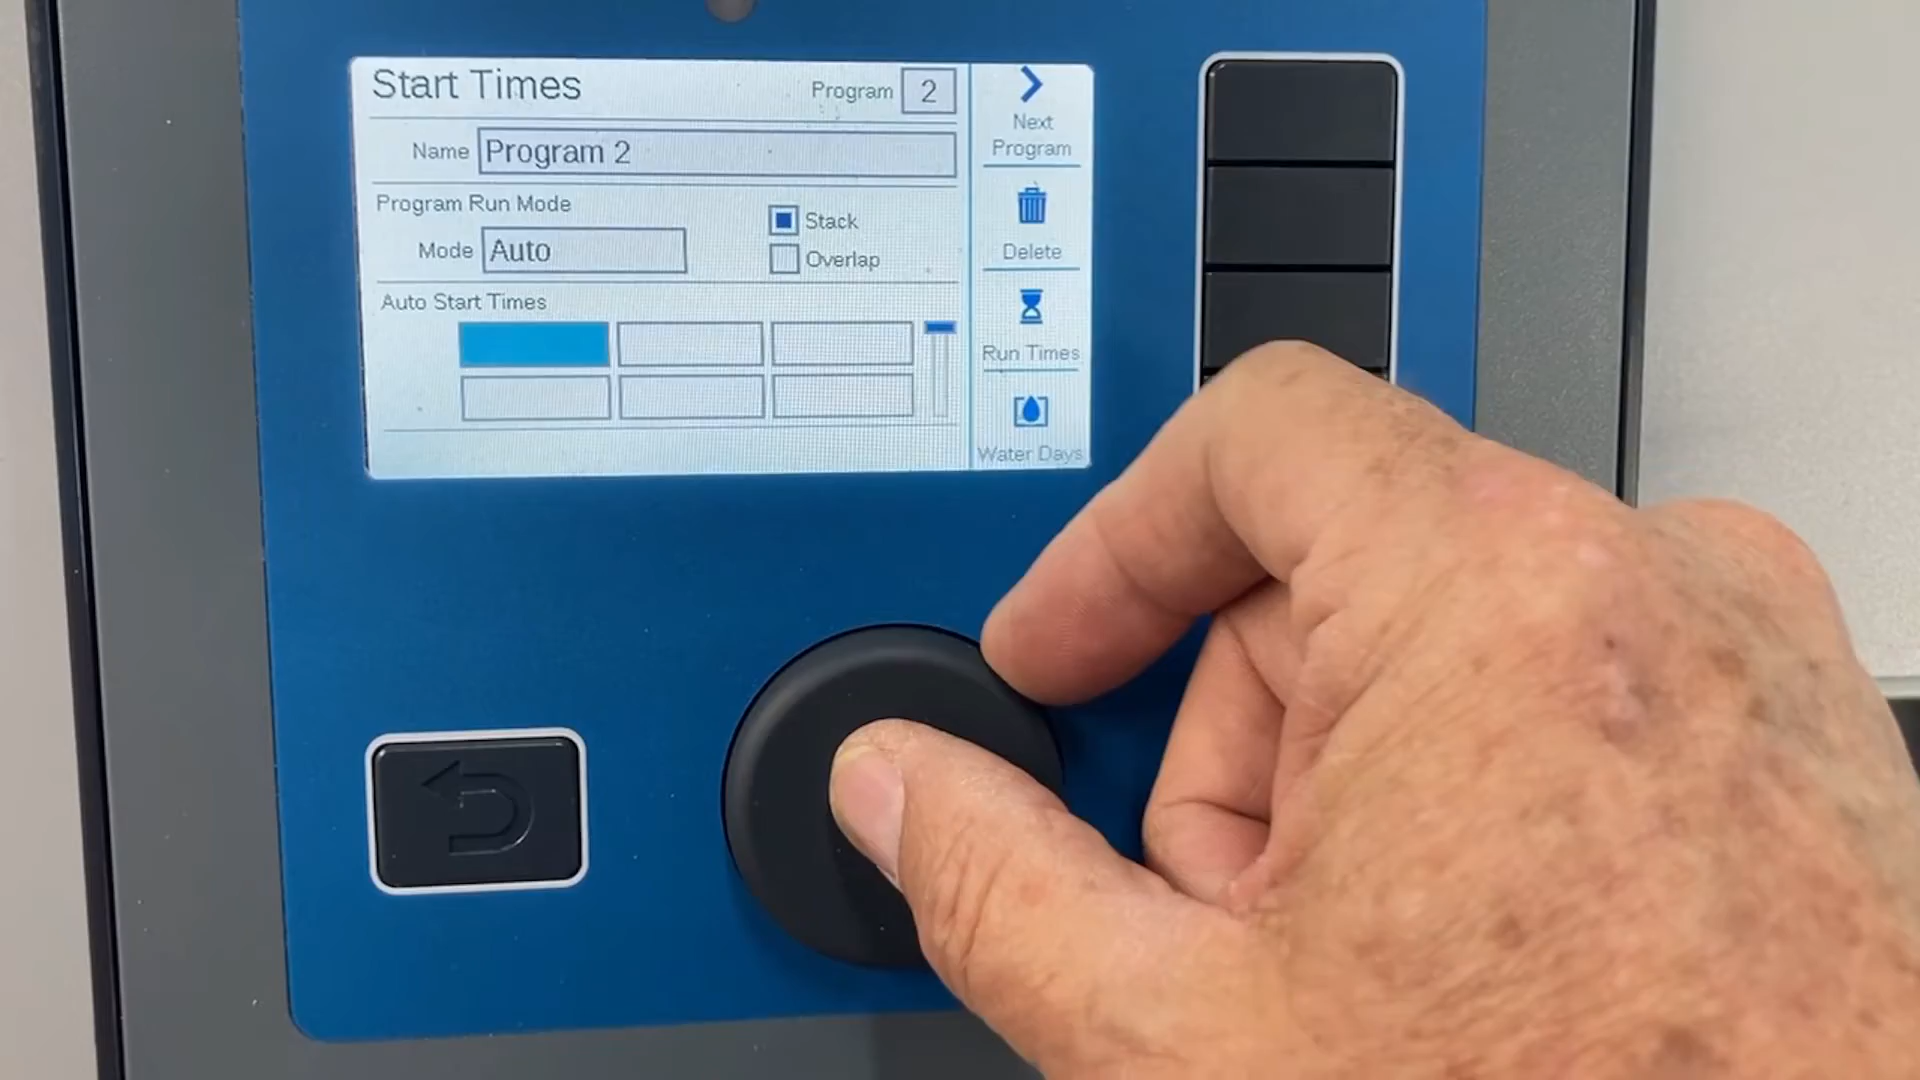 Start Times
Program 2
Name Program 2
Program Run Mode
Mode Auto
Stack
Overlap
Auto Start Times
Next
Program
Delete
Run Times
Water Days